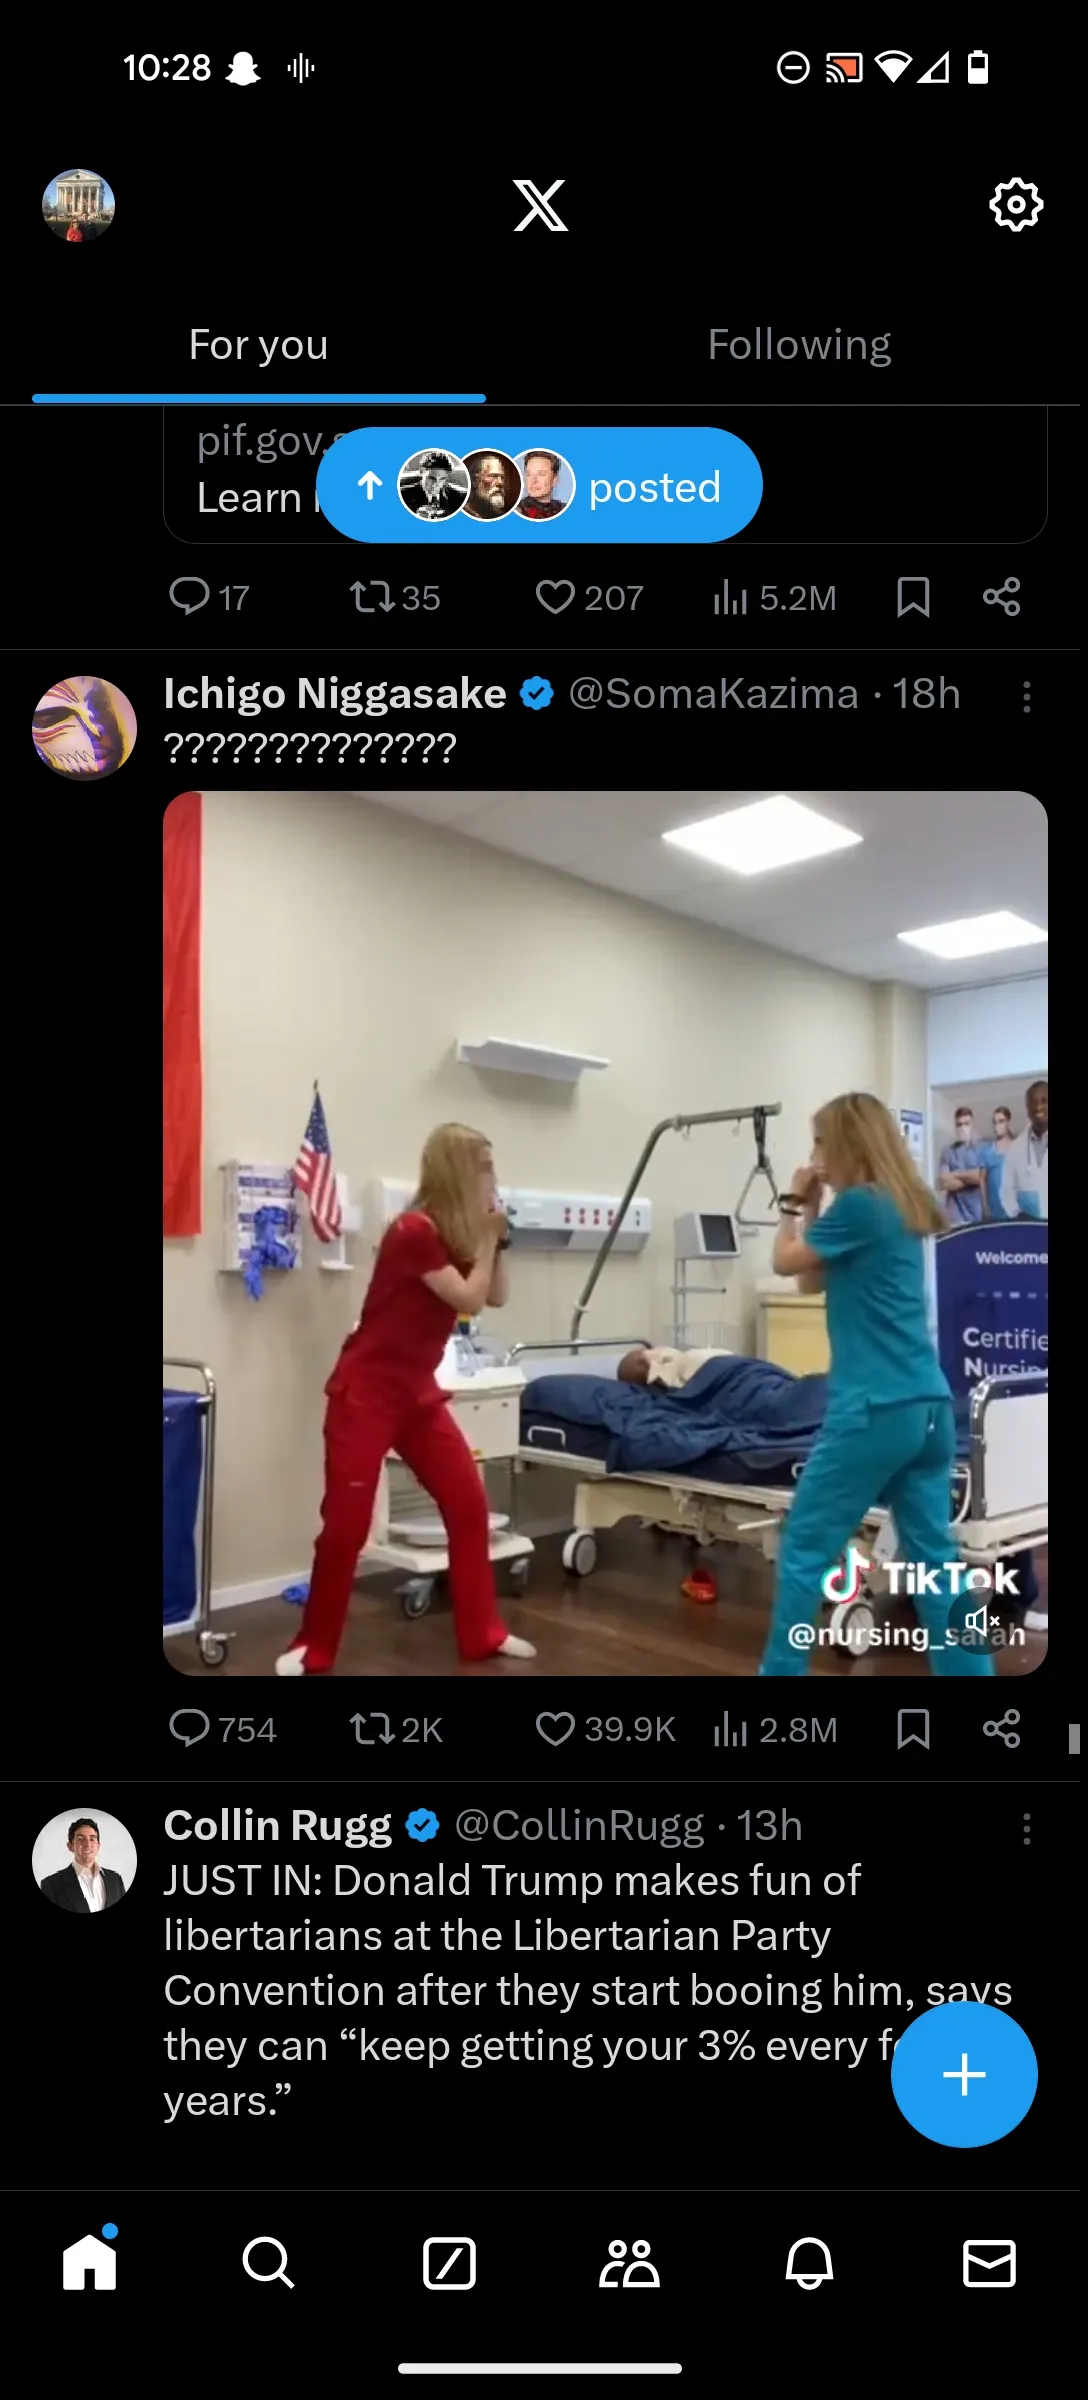 10:28
For you Following
pif.gov.
Learn
posted
17 35 207 5.2M
Ichigo Niggasake @SomaKazima · 18h
??????????????
Welcome
Certifie
Nursin
TikTok
@nursing_sarah
754 2K 39.9K 2.8M
Collin Rugg @CollinRugg · 13h
JUST IN: Donald Trump makes fun of
libertarians at the Libertarian Party
Convention after they start booing him, says
they can “keep getting your 3% every f
years.”